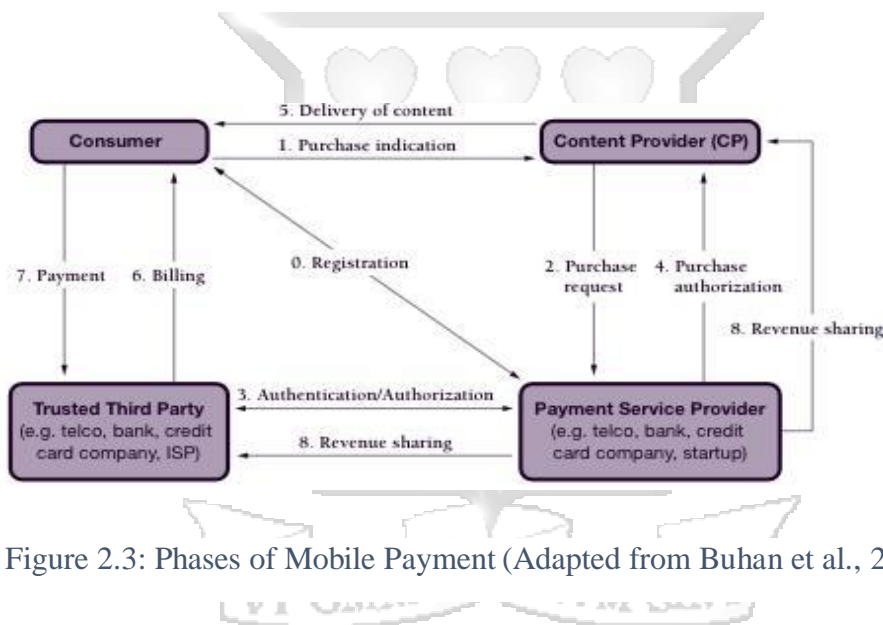 5. Delivery of content
Consumer
Content Provider (CP)
1. Purchase indication
0. Registration
7. Payment
6. Billing
2. Purchase
request
4. Purchase
authorization
8. Revenue sharing
3. Authentication/Authorization
Trusted Third Party
(e.g. telco, bank, credit
card company, ISP)
Payment Service Provider
(e.g. telco, bank, credit
card company, startup)
8. Revenue sharing
Figure 2.3: Phases of Mobile Payment (Adapted from Buhan et al., 2